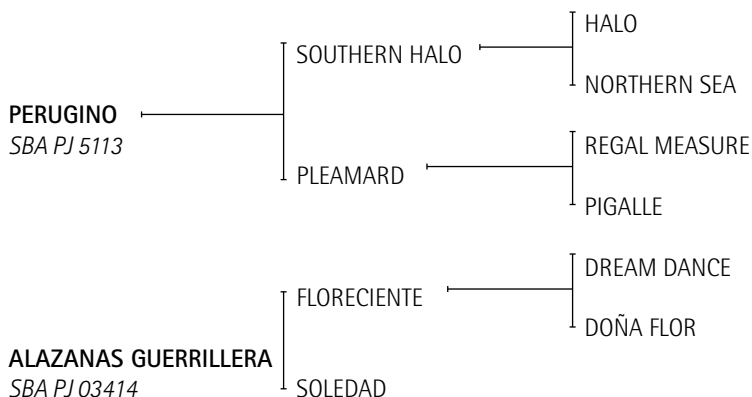 HALO
SOUTHERN HALO
NORTHERN SEA
PERUGINO
SBA PJ 5113
REGAL MEASURE
PLEAMARD
PIGALLE
DREAM DANCE
FLORECIENTE
DOÑA FLOR
ALAZANAS GUERRILLERA
SBA PJ 03414
SOLEDAD